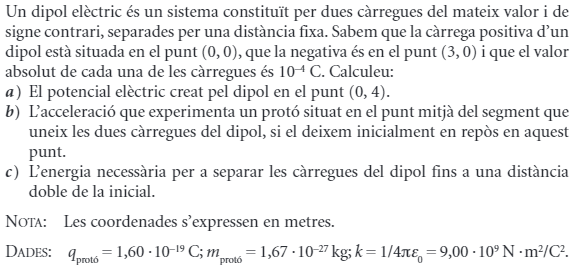 Un dipol elèctric és un sistema constituït per dues càrregues del mateix valor i de
signe contrari, separades per una distància fixa. Sabem que la càrrega positiva d’un
dipol està situada en el punt (0, 0), que la negativa és en el punt (3, 0) i que el valor
absolut de cada una de les càrregues és 10⁻⁴ C. Calculeu:
a) El potencial elèctric creat pel dipol en el punt (0, 4).
b) L’acceleració que experimenta un protó situat en el punt mitjà del segment que
uneix les dues càrregues del dipol, si el deixem inicialment en repòs en aquest
punt.
c) L’energia necessària per a separar les càrregues del dipol fins a una distància
doble de la inicial.
NOTA: Les coordenades s’expressen en metres.
DADES: q_protó = 1,60 · 10⁻¹⁹ C; m_protó = 1,67 · 10⁻²⁷ kg; k = 1/4πε₀ = 9,00 · 10⁹ N · m²/C².